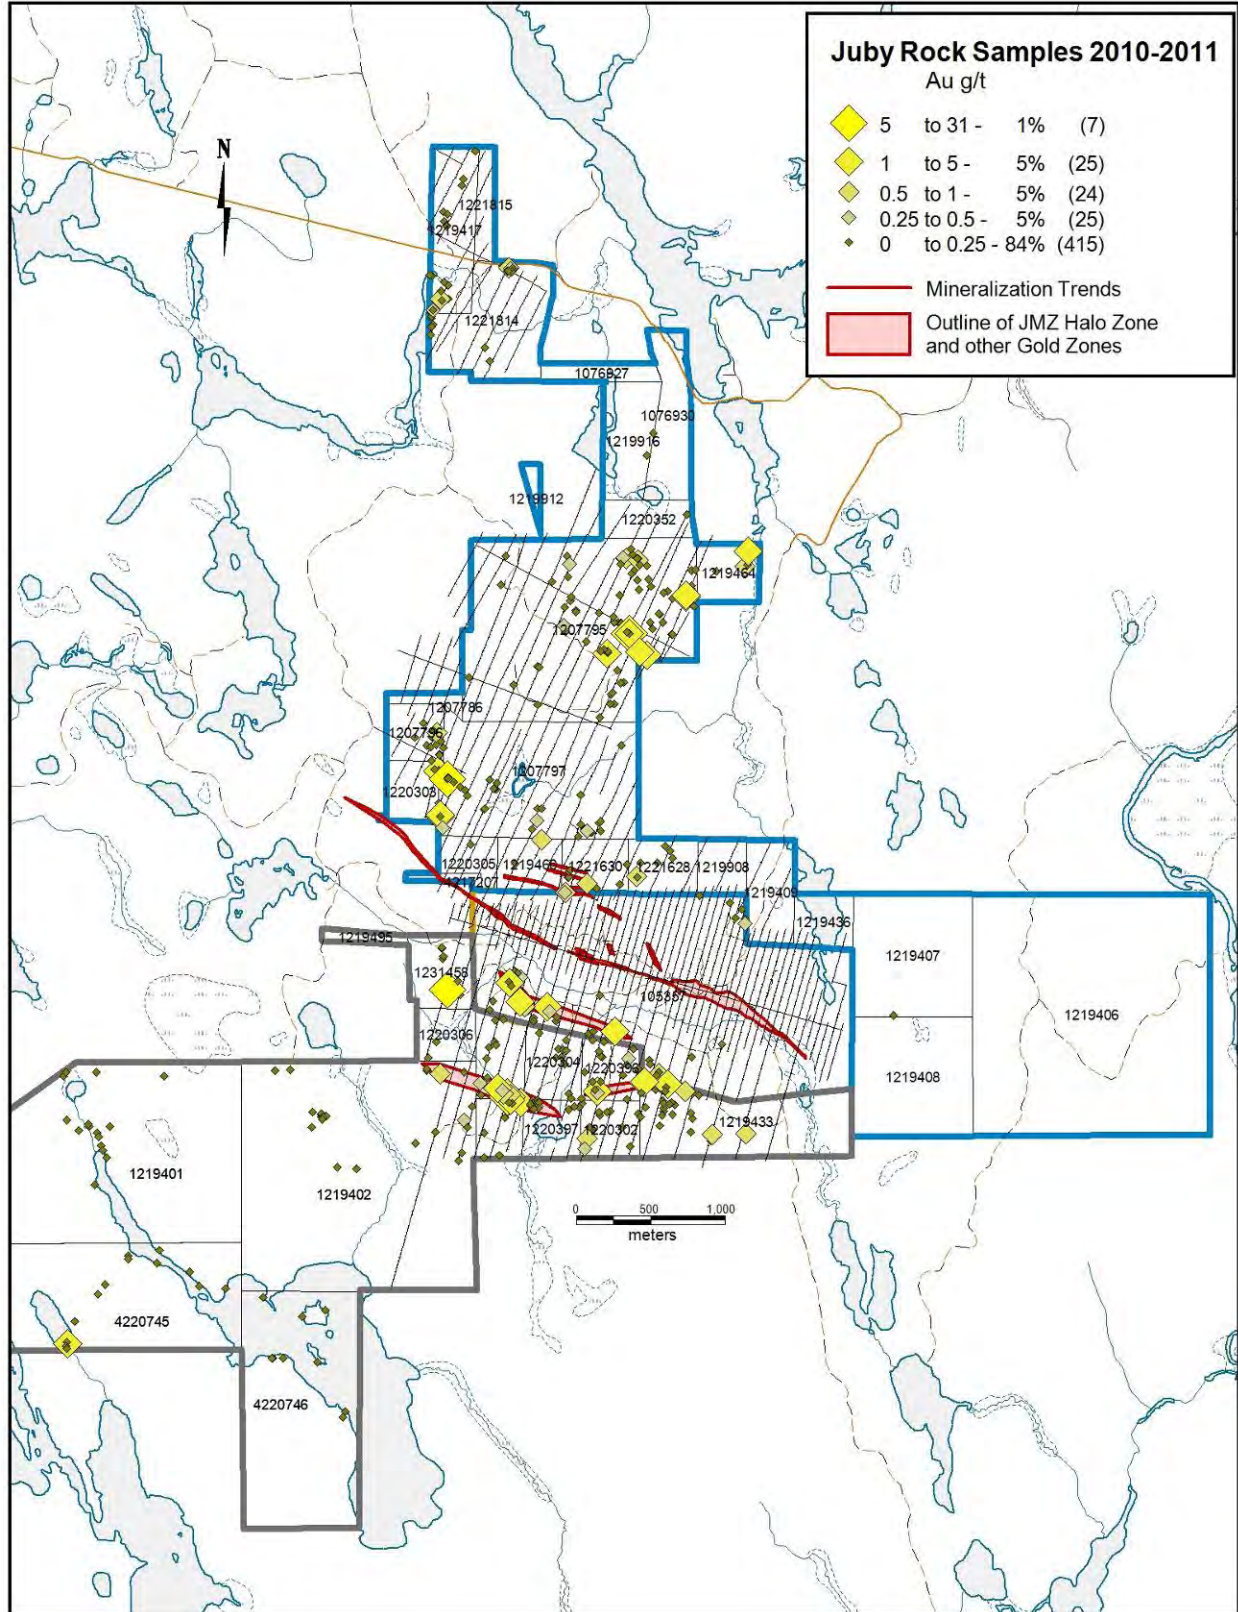 Juby Rock Samples 2010-2011
Au g/t
5 to 31 - 1% (7)
1 to 5 - 5% (25)
0.5 to 1 - 5% (24)
0.25 to 0.5 - 5% (25)
0 to 0.25 - 84% (415)
Mineralization Trends
Outline of JMZ Halo Zone
and other Gold Zones
N
1221815
1219417
1221814
1076927
1076930
1219916
1219912
1220352
1219464
1207795
1207786
1207796
1207797
1220303
1220305
1221630
1221628
1219908
1217207
1219409
1219436
1219495
1219407
1231458
105357
1219406
1220306
1220304
1219408
1219433
1220397
1220302
1219401
1219402
0 500 1,000
meters
4220745
4220746